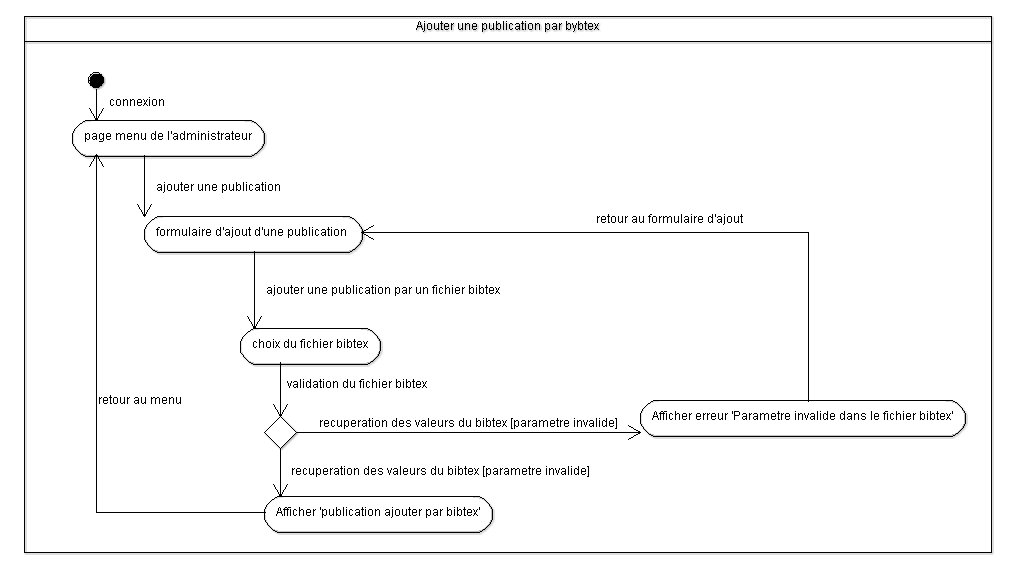 Ajouter une publication par bybtex
connexion
page menu de l'administrateur
ajouter une publication
retour au formulaire d'ajout
formulaire d'ajout d'une publication
ajouter une publication par un fichier bibtex
choix du fichier bibtex
validation du fichier bibtex
retour au menu
Afficher erreur 'Parametre invalide dans le fichier bibtex'
recuperation des valeurs du bibtex [parametre invalide]
recuperation des valeurs du bibtex [parametre invalide]
Afficher 'publication ajouter par bibtex'